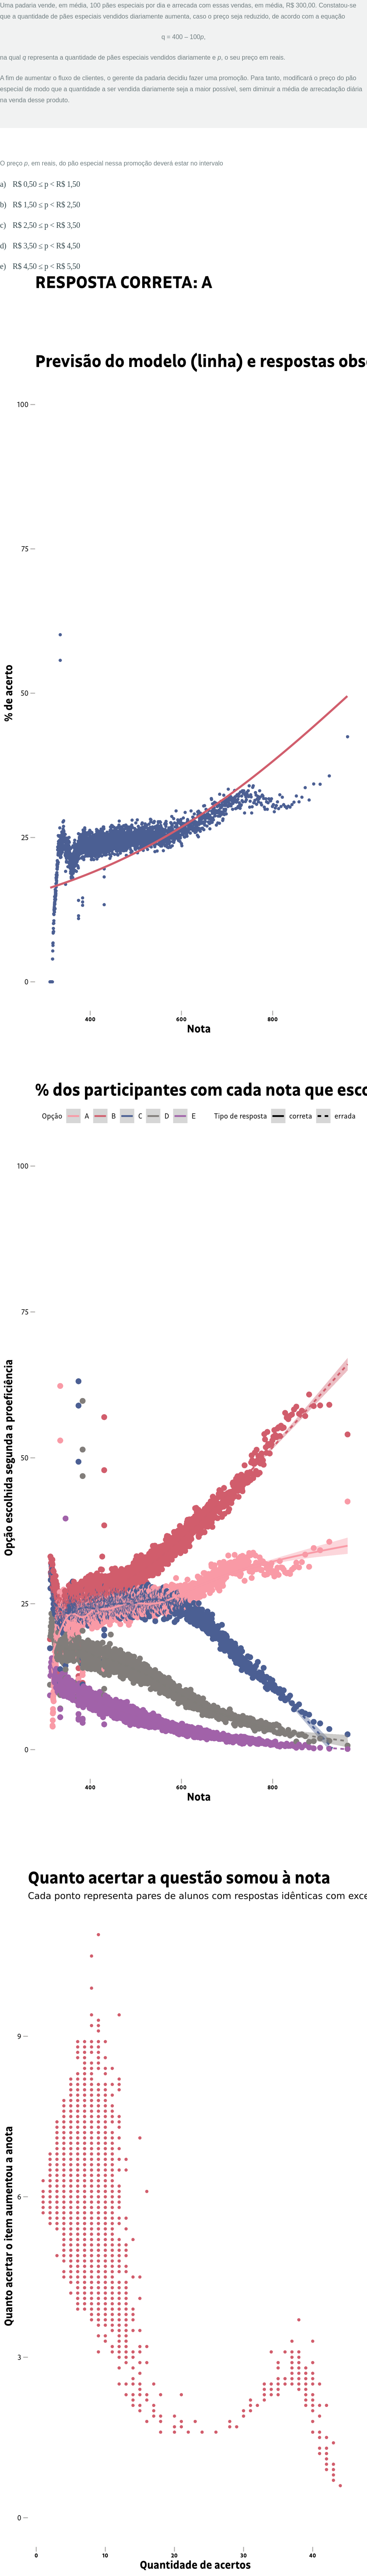 Uma padaria vende, em média, 100 pães especiais por dia e arrecada com essas vendas, em média, R$ 300,00. Constatou-se
que a quantidade de pães especiais vendidos diariamente aumenta, caso o preço seja reduzido, de acordo com a equação
q = 400 – 100p,
na qual q representa a quantidade de pães especiais vendidos diariamente e p, o seu preço em reais.
A fim de aumentar o fluxo de clientes, o gerente da padaria decidiu fazer uma promoção. Para tanto, modificará o preço do pão
especial de modo que a quantidade a ser vendida diariamente seja a maior possível, sem diminuir a média de arrecadação diária
na venda desse produto.
O preço p, em reais, do pão especial nessa promoção deverá estar no intervalo
a) R$ 0,50 ≤ p < R$ 1,50
b) R$ 1,50 ≤ p < R$ 2,50
c) R$ 2,50 ≤ p < R$ 3,50
d) R$ 3,50 ≤ p < R$ 4,50
e) R$ 4,50 ≤ p < R$ 5,50
RESPOSTA CORRETA: A
Previsão do modelo (linha) e respostas obs
100
75
50
25
0
% de acerto
400 600 800
Nota
% dos participantes com cada nota que esco
Opção A B C D E Tipo de resposta correta errada
100
75
50
25
0
Opção escolhida segunda a proeficiência
400 600 800
Nota
Quanto acertar a questão somou à nota
Cada ponto representa pares de alunos com respostas idênticas com exce
9
6
3
0
Quanto acertar o item aumentou a anota
0 10 20 30 40
Quantidade de acertos